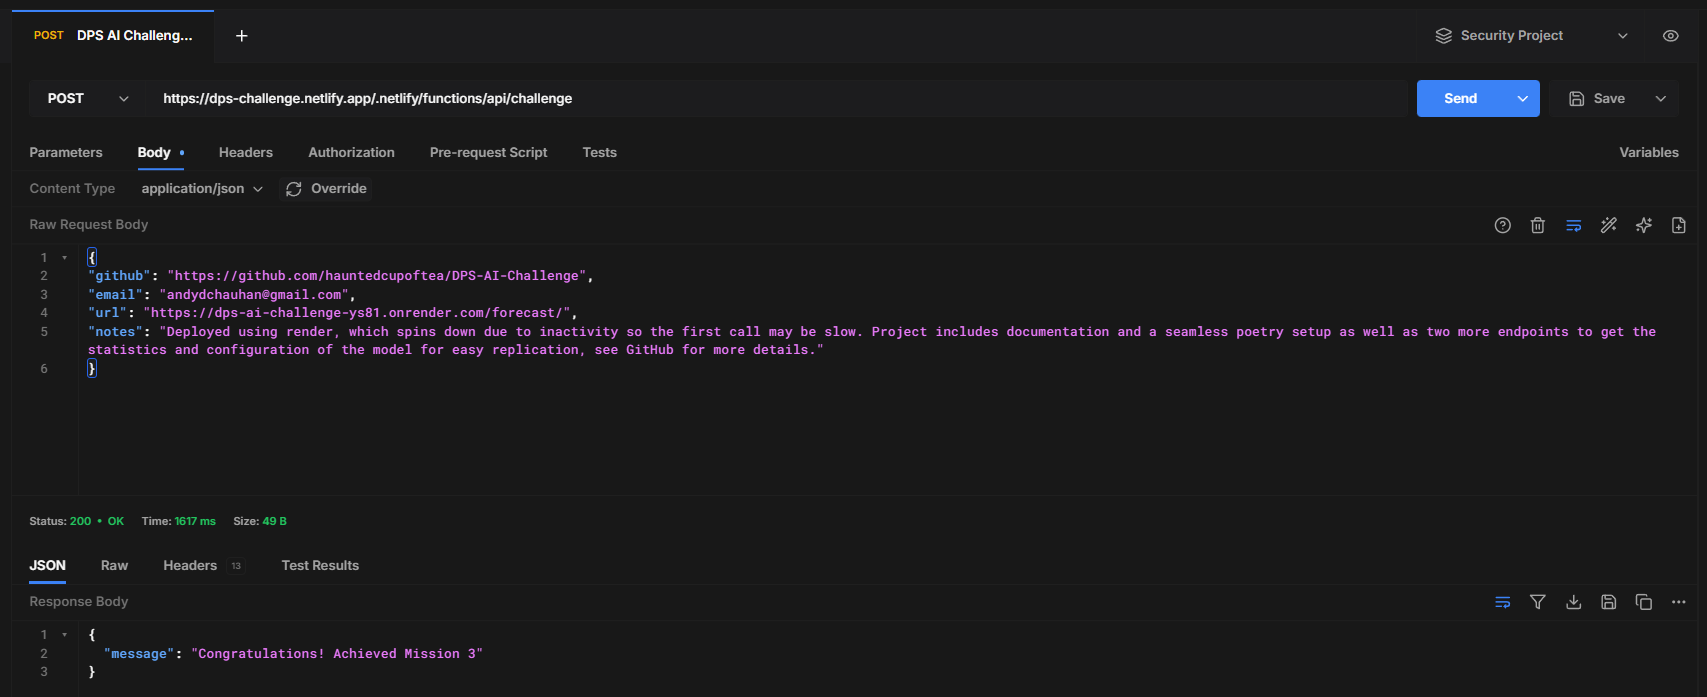 POST DPS AI Challeng... +
Security Project
POST https://dps-challenge.netlify.app/.netlify/functions/api/challenge
Send Save
Parameters Body • Headers Authorization Pre-request Script Tests Variables
Content Type application/json Override
Raw Request Body
1 {
2 "github": "https://github.com/hauntedcupoftea/DPS-AI-Challenge",
3 "email": "andydchauhan@gmail.com",
4 "url": "https://dps-ai-challenge-ys81.onrender.com/forecast/",
5 "notes": "Deployed using render, which spins down due to inactivity so the first call may be slow. Project includes documentation and a seamless poetry setup as well as two more endpoints to get the
statistics and configuration of the model for easy replication, see GitHub for more details."
6 }
Status: 200 • OK Time: 1617 ms Size: 49 B
JSON Raw Headers 13 Test Results
Response Body
1 {
2 "message": "Congratulations! Achieved Mission 3"
3 }